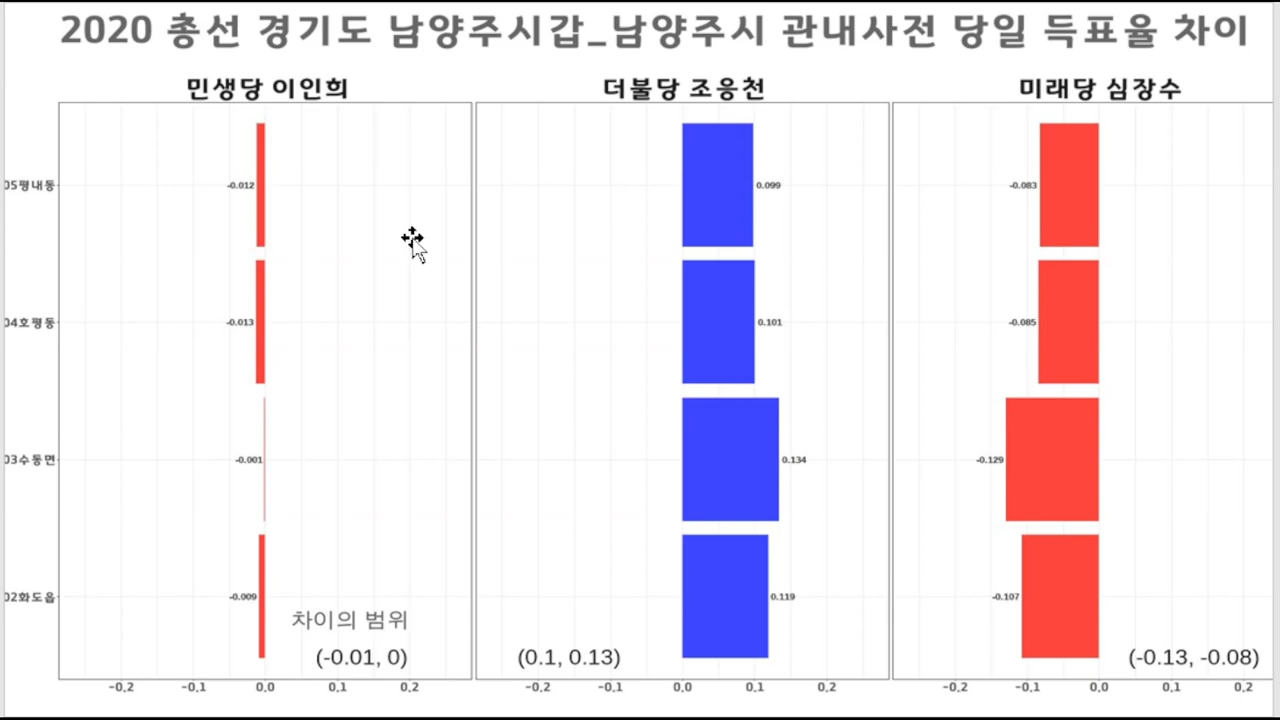 2020 총선 경기도 남양주시갑_남양주시 관내사전 당일 득표율 차이
민생당 이인희
더불당 조응천
미래당 심장수
05평내동
-0.012
0.099
-0.083
04호평동
-0.013
0.101
-0.085
03수동면
-0.001
0.134
-0.129
02화도읍
-0.009
0.119
-0.107
차이의 범위
(-0.01, 0)
(0.1, 0.13)
(-0.13, -0.08)
-0.2 -0.1 0.0 0.1 0.2
-0.2 -0.1 0.0 0.1 0.2
-0.2 -0.1 0.0 0.1 0.2